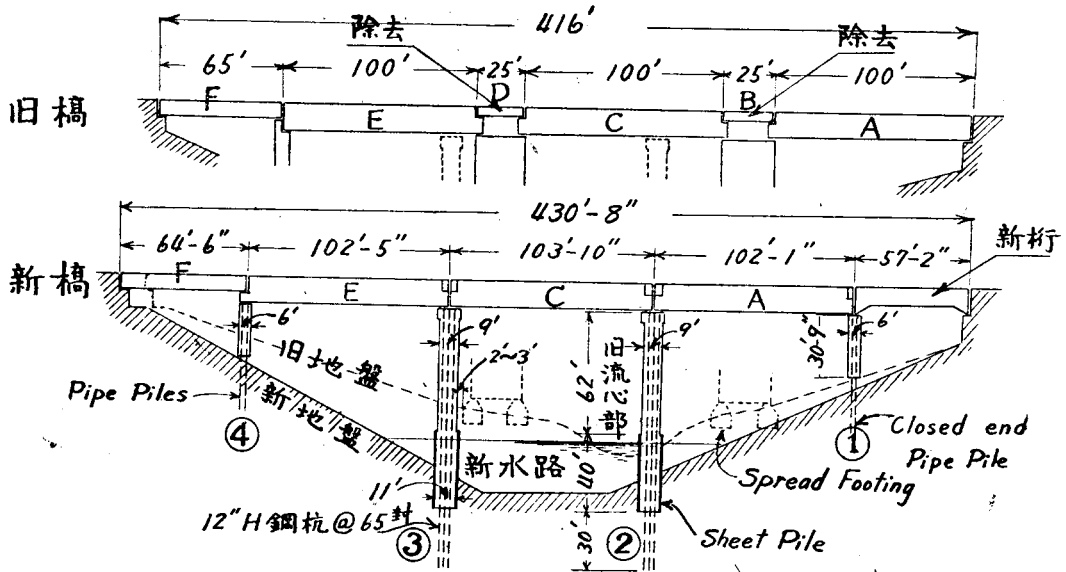 416'
除去
除去
65' 100' 25' 100' 25' 100'
旧橋
F E D C B A
430'-8"
64'-6" 102'-5" 103'-10" 102'-1" 57'-2"
新桁
新橋
F E C A
6' 9' 9' 6'
2'~3'
30'-9"
旧地盤
新地盤
62'
旧流心部
Pipe Piles
④
①
Closed end
Pipe Pile
新水路
40'
Spread Footing
11'
12"H鋼杭@65封
③
②
30'
Sheet Pile